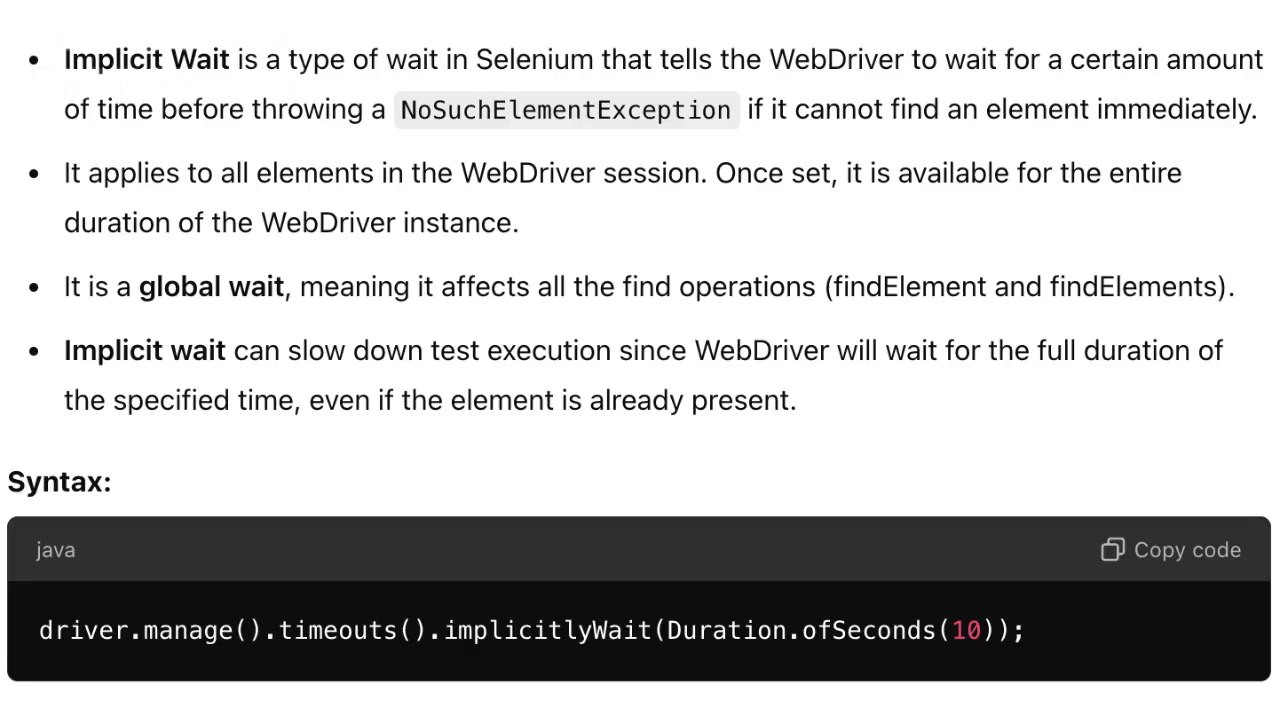 • Implicit Wait is a type of wait in Selenium that tells the WebDriver to wait for a certain amount
of time before throwing a NoSuchElementException if it cannot find an element immediately.
• It applies to all elements in the WebDriver session. Once set, it is available for the entire
duration of the WebDriver instance.
• It is a global wait, meaning it affects all the find operations (findElement and findElements).
• Implicit wait can slow down test execution since WebDriver will wait for the full duration of
the specified time, even if the element is already present.
Syntax:
java
Copy code
driver.manage().timeouts().implicitlyWait(Duration.ofSeconds(10));